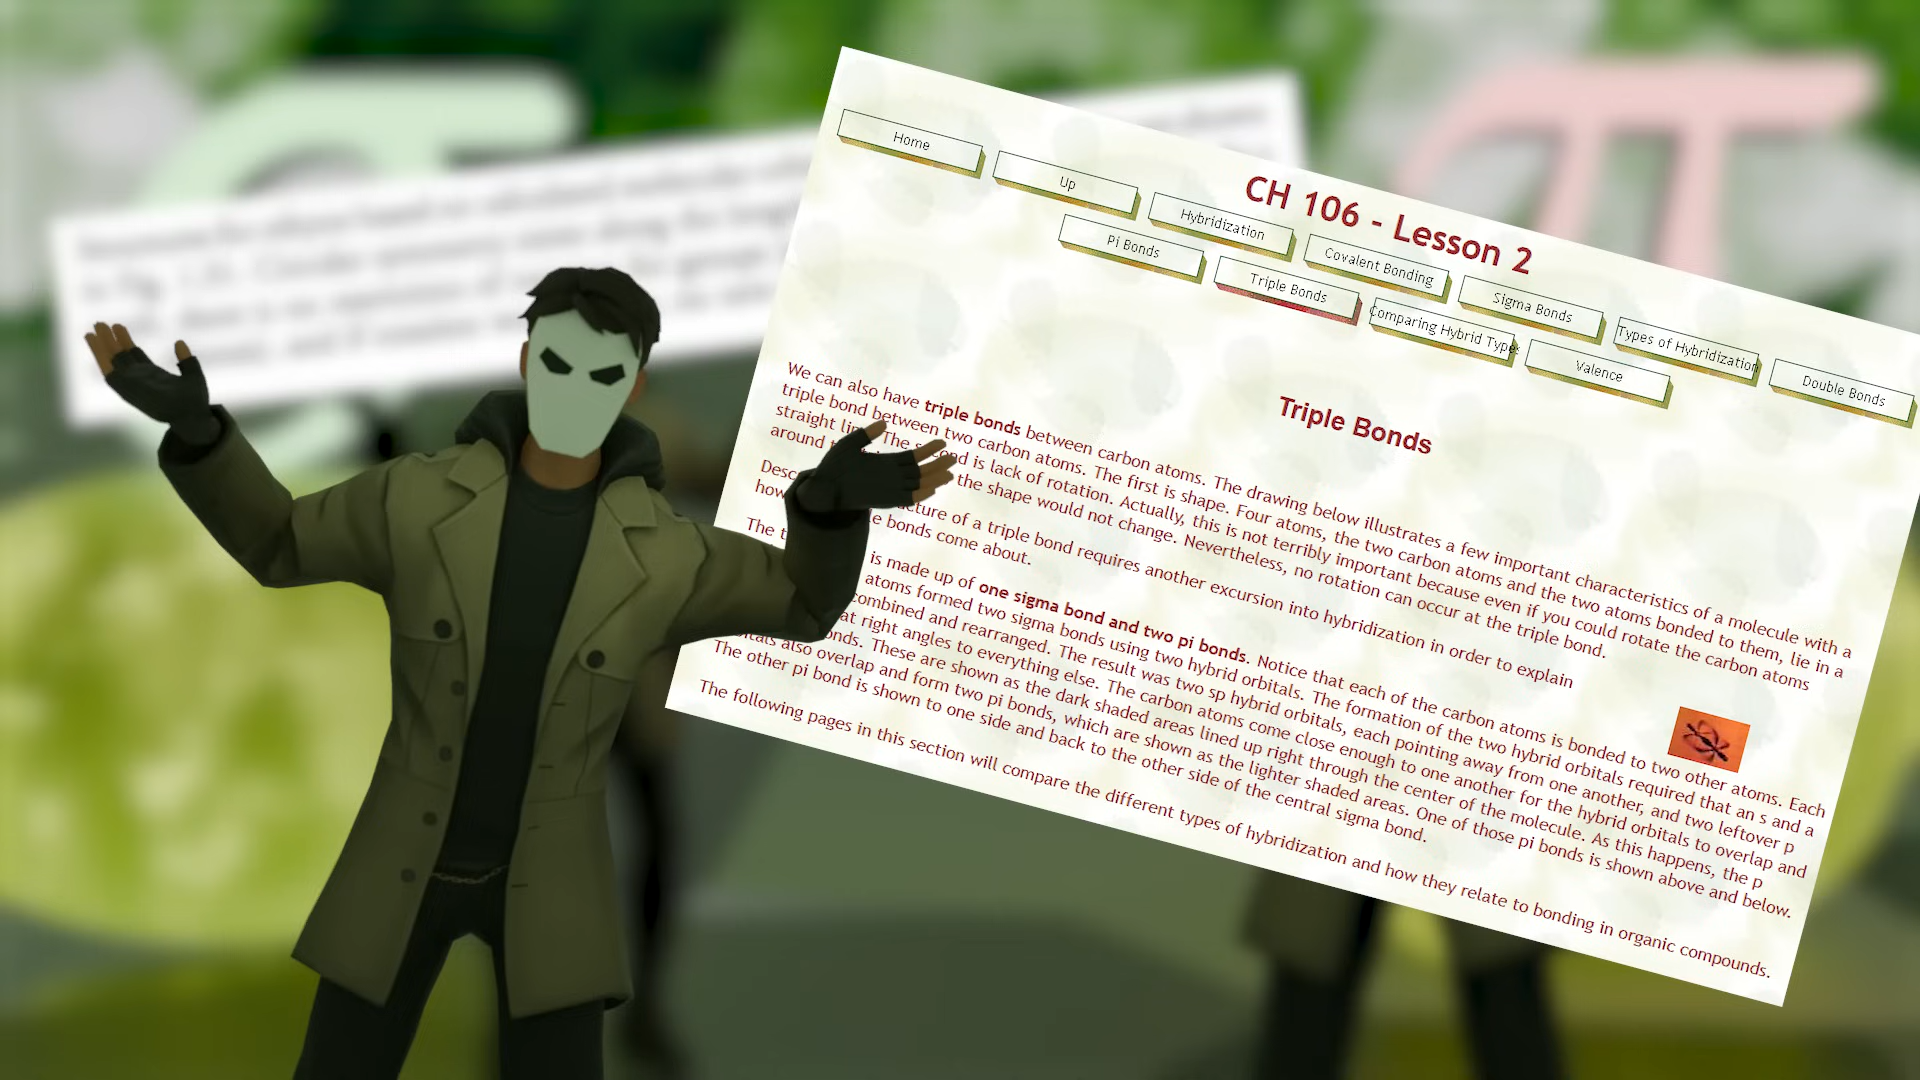 CH 106 - Lesson 2
Home
Up
Hybridization
Covalent Bonding
Sigma Bonds
Types of Hybridization
Double Bonds
Pi Bonds
Triple Bonds
Comparing Hybrid Types
Valence
Triple Bonds
We can also have triple bonds between carbon atoms. The drawing below illustrates a few important characteristics of a molecule with a
triple bond between two carbon atoms. The first is shape. Four atoms, the two carbon atoms and the two atoms bonded to them, lie in a
straight The is lack of rotation. Actually, this is not terribly important because even if you could rotate the carbon atoms
around the shape would not change. Nevertheless, no rotation can occur at the triple bond.
of a triple bond requires another excursion into hybridization in order to explain
how bonds come about.
The is made up of one sigma bond and two pi bonds. Notice that each of the carbon atoms is bonded to two other atoms. Each
atoms formed two sigma bonds using two hybrid orbitals. The formation of the two hybrid orbitals required that an s and a
combined and rearranged. The result was two sp hybrid orbitals, each pointing away from one another, and two leftover p
at right angles to everything else. The carbon atoms come close enough to one another for the hybrid orbitals to overlap and
These are shown as the dark shaded areas lined up right through the center of the molecule. As this happens, the p
also overlap and form two pi bonds, which are shown as the lighter shaded areas. One of those pi bonds is shown above and below.
The other pi bond is shown to one side and back to the other side of the central sigma bond.
The following pages in this section will compare the different types of hybridization and how they relate to bonding in organic compounds.